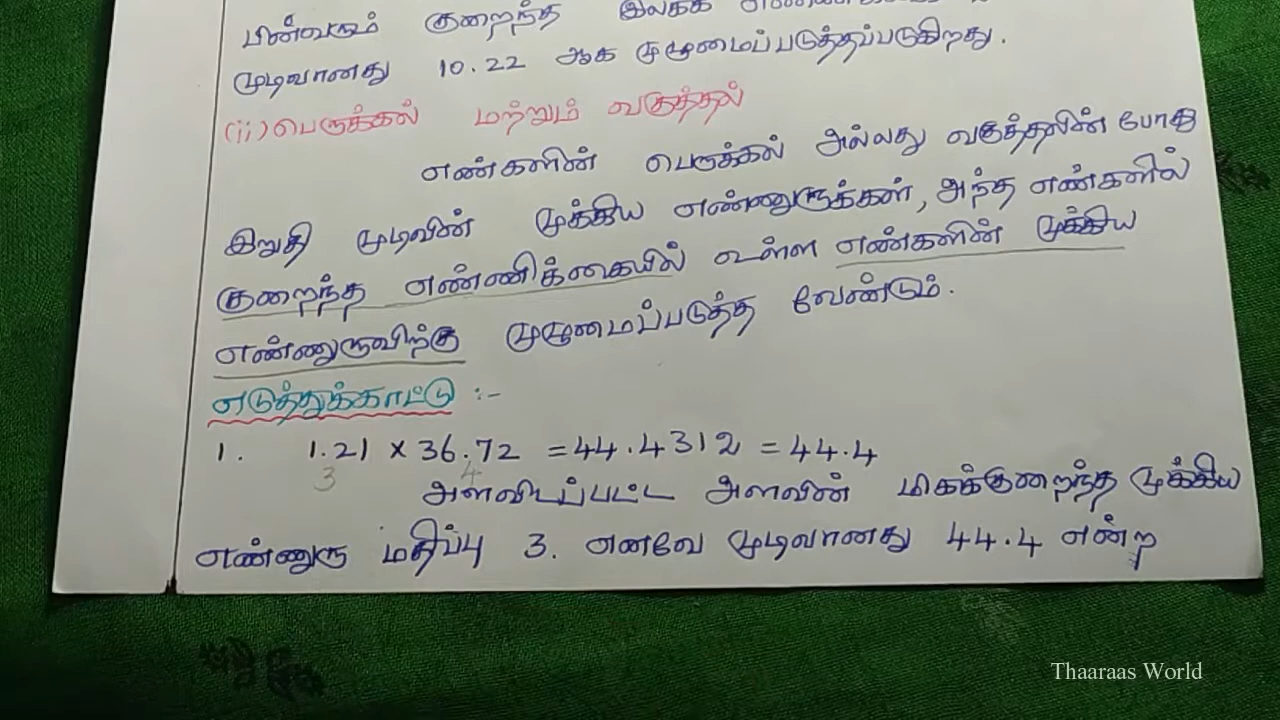 பின்வரும் குறைந்த இலக்க
முடிவானது 10.22 ஆக முழுமைப்படுத்தப்படுகிறது.
(ii) பெருக்கல் மற்றும் வகுத்தல்
எண்களின் பெருக்கல் அல்லது வகுத்தலின் போது
இறுதி முடிவின் முக்கிய எண்ணுருக்கள், அந்த எண்களில்
குறைந்த எண்ணிக்கையில் உள்ள எண்களின் முக்கிய
எண்ணுருவிற்கு முழுமைப்படுத்த வேண்டும்.
எடுத்துக்காட்டு :-
1. 1.21 × 36.72 = 44.4312 = 44.4
3 4
அளவிடப்பட்ட அளவின் மிகக்குறைந்த முக்கிய
எண்ணுரு மதிப்பு 3. எனவே முடிவானது 44.4 என்ற
Thaaraas World